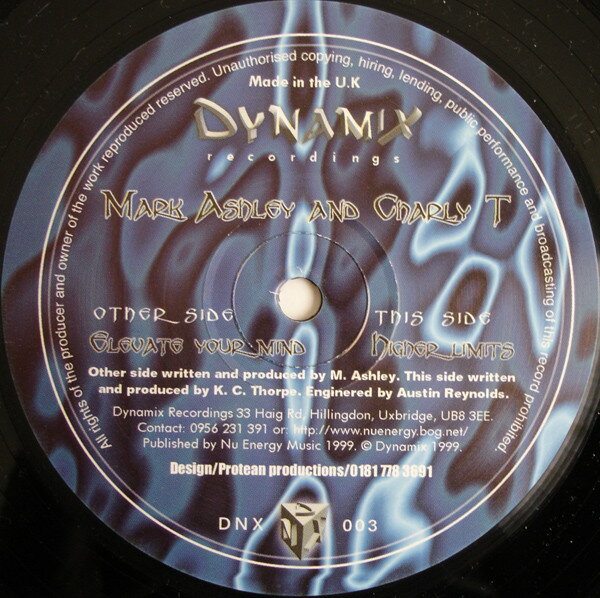 All rights of the producer and owner of the work reproduced reserved. Unauthorised copying, hiring, lending, public performance and broadcasting of this record prohibited.
Made in the U.K
DYNAMIX
recordings
Mark Ashley and Charly T
OTHER SIDE THIS SIDE
Elevate your mind Higher limits
Other side written and produced by M. Ashley. This side written
and produced by K. C. Thorpe. Enginered by Austin Reynolds.
Dynamix Recordings 33 Haig Rd, Hillingdon, Uxbridge, UB8 3EE.
Contact: 0956 231 391 or: http://www.nuenergy.bog.net/
Published by Nu Energy Music 1999. © Dynamix 1999.
Design/Protean productions/0181 778 3691
DNX 003